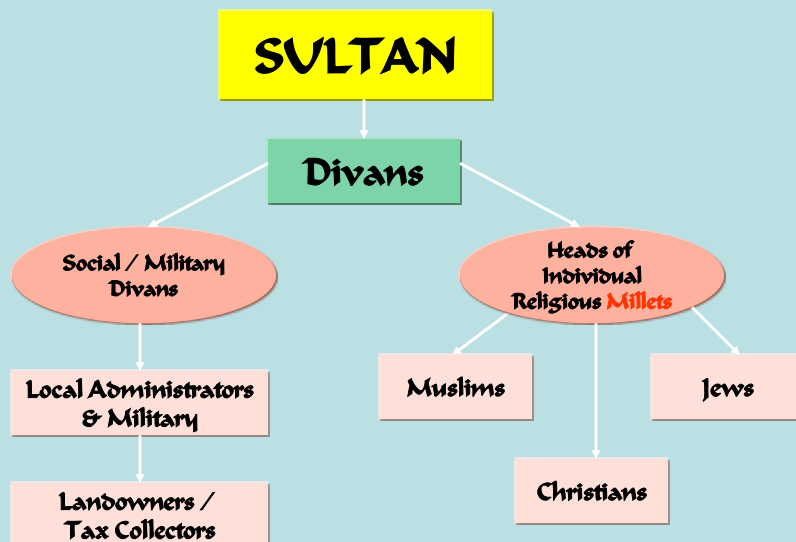 SULTAN
Divans
Social / Military
Divans
Heads of
Individual
Religious Millets
Local Administrators
& Military
Muslims
Jews
Christians
Landowners /
Tax Collectors